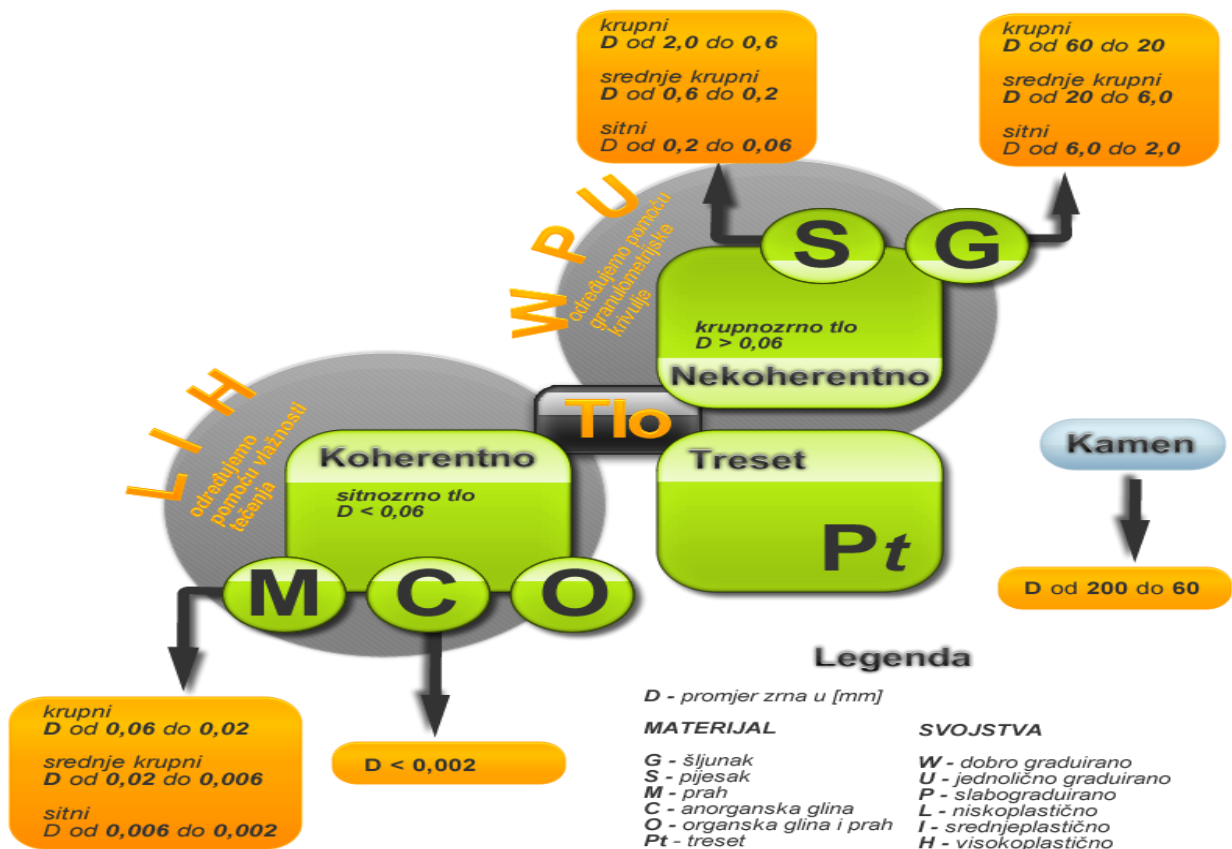 krupni
D od 2,0 do 0,6
srednje krupni
D od 0,6 do 0,2
sitni
D od 0,2 do 0,06
krupni
D od 60 do 20
srednje krupni
D od 20 do 6,0
sitni
D od 6,0 do 2,0
W P U
određujemo pomoću
granulometrijske
krivulje
S
G
krupnozrno tlo
D > 0,06
Nekoherentno
Tlo
L I H
određujemo
pomoću vlažnosti
tečenja
Koherentno
sitnozrno tlo
D < 0,06
M
C
O
Treset
Pt
Kamen
D od 200 do 60
krupni
D od 0,06 do 0,02
srednje krupni
D od 0,02 do 0,006
sitni
D od 0,006 do 0,002
D < 0,002
Legenda
D - promjer zrna u [mm]
MATERIJAL
G - šljunak
S - pijesak
M - prah
C - anorganska glina
O - organska glina i prah
Pt - treset
SVOJSTVA
W - dobro graduirano
U - jednolično graduirano
P - slabograduirano
L - niskoplastično
I - srednjeplastično
H - visokoplastično